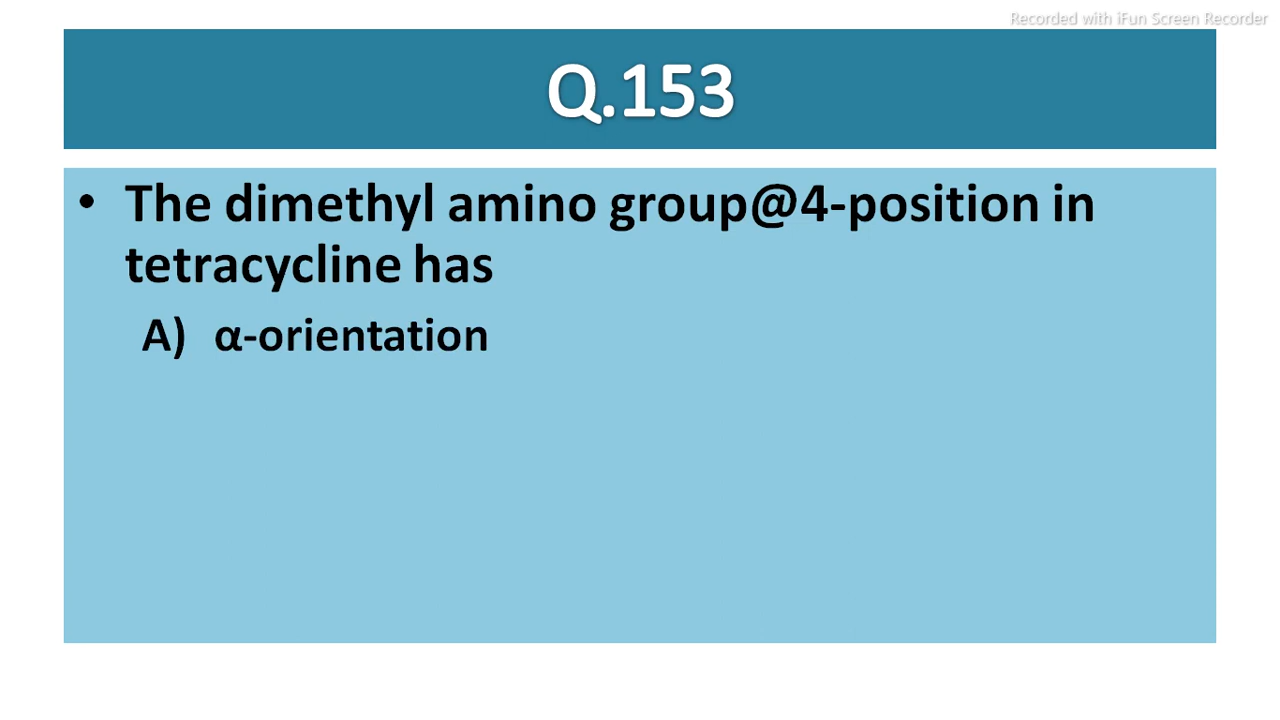 Recorded with iFun Screen Recorder
Q.153
• The dimethyl amino group@4-position in
tetracycline has
A) α-orientation